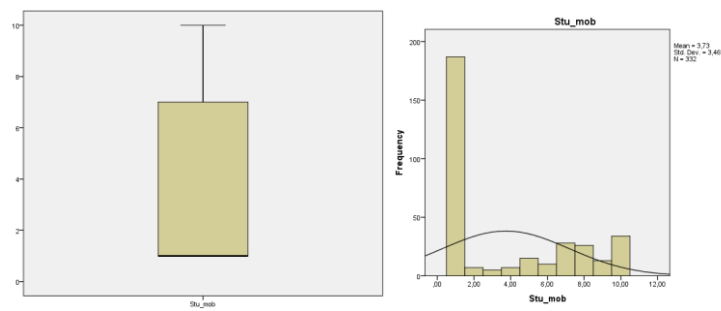 10
8
6
4
2
0
Stu_mob
Stu_mob
Mean = 3,73
Std. Dev. = 3,46
N = 332
200
150
100
50
0
Frequency
,00 2,00 4,00 6,00 8,00 10,00 12,00
Stu_mob